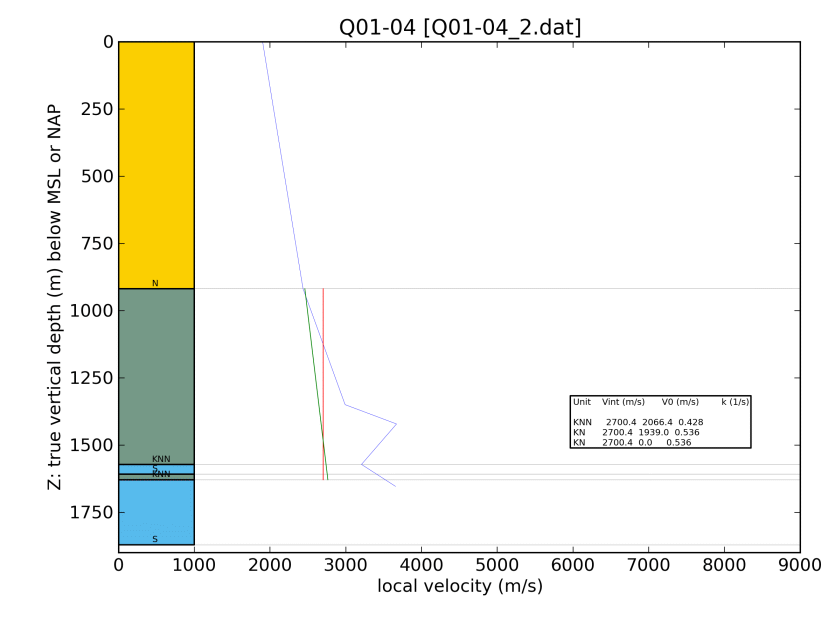 Q01-04 [Q01-04_2.dat]
0
250
500
750
1000
1250
1500
1750
Z: true vertical depth (m) below MSL or NAP
N
KNN
S
KNN
S
Unit Vint (m/s) V0 (m/s) k (1/s)
KNN 2700.4 2066.4 0.428
KN 2700.4 1939.0 0.536
KN 2700.4 0.0 0.536
0 1000 2000 3000 4000 5000 6000 7000 8000 9000
local velocity (m/s)